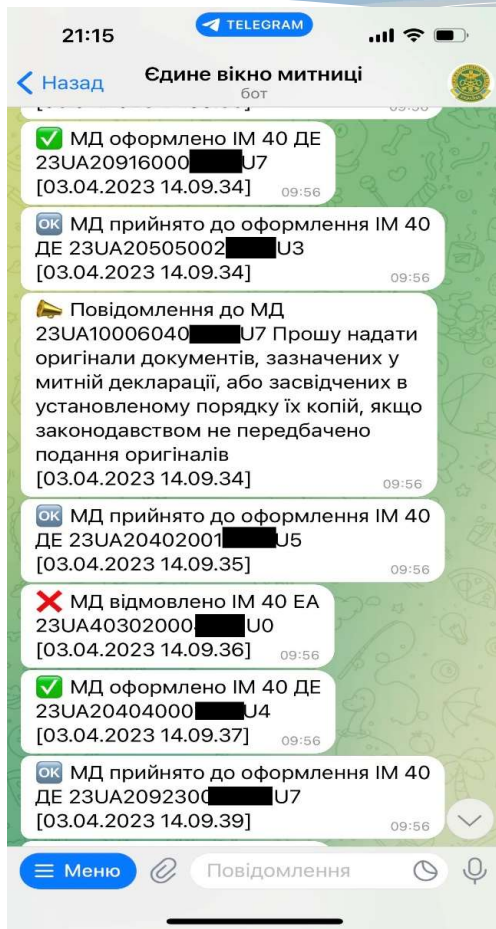 21:15
TELEGRAM
Назад
Єдине вікно митниці
бот
✅ МД оформлено ІМ 40 ДЕ
23UA20916000 U7
[03.04.2023 14.09.34] 09:56
🆗 МД прийнято до оформлення ІМ 40
ДЕ 23UA20505002 U3
[03.04.2023 14.09.34] 09:56
📣 Повідомлення до МД
23UA10006040 U7 Прошу надати
оригінали документів, зазначених у
митній декларації, або засвідчених в
установленому порядку їх копій, якщо
законодавством не передбачено
подання оригіналів
[03.04.2023 14.09.34] 09:56
🆗 МД прийнято до оформлення ІМ 40
ДЕ 23UA20402001 U5
[03.04.2023 14.09.35] 09:56
❌ МД відмовлено ІМ 40 ЕА
23UA40302000 U0
[03.04.2023 14.09.36] 09:56
✅ МД оформлено ІМ 40 ДЕ
23UA20404000 U4
[03.04.2023 14.09.37] 09:56
🆗 МД прийнято до оформлення ІМ 40
ДЕ 23UA209230 U7
[03.04.2023 14.09.39] 09:56
Меню
Повідомлення